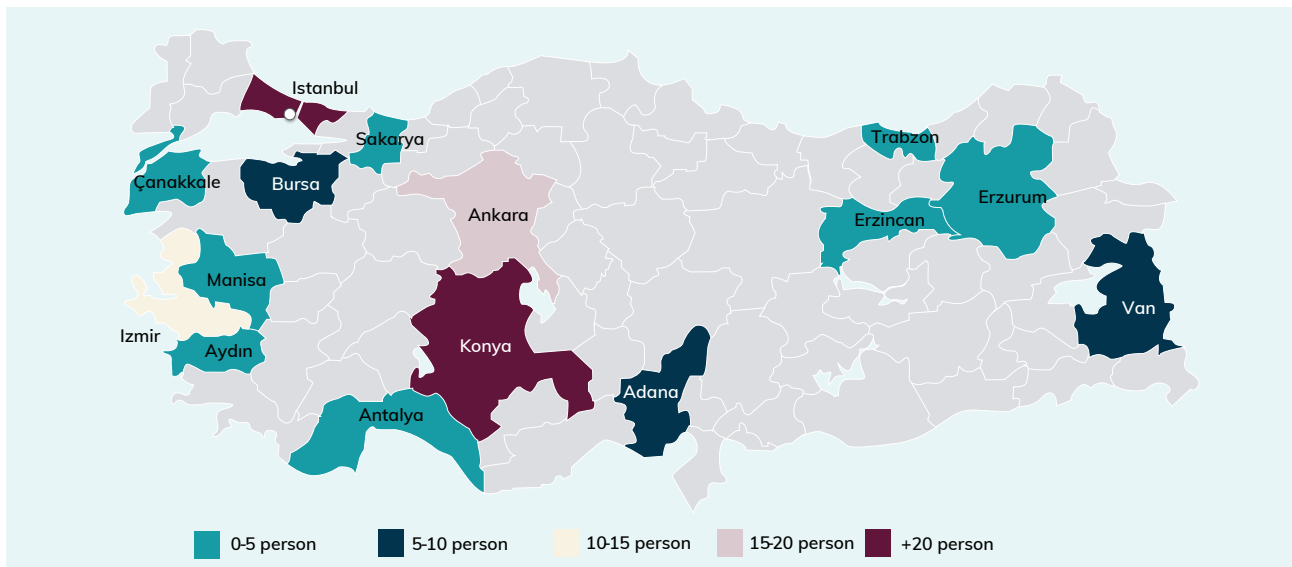 Istanbul
Sakarya
Trabzon
Çanakkale
Bursa
Erzurum
Ankara
Erzincan
Manisa
Van
Izmir
Konya
Aydın
Adana
Antalya
0-5 person
5-10 person
10-15 person
15-20 person
+20 person